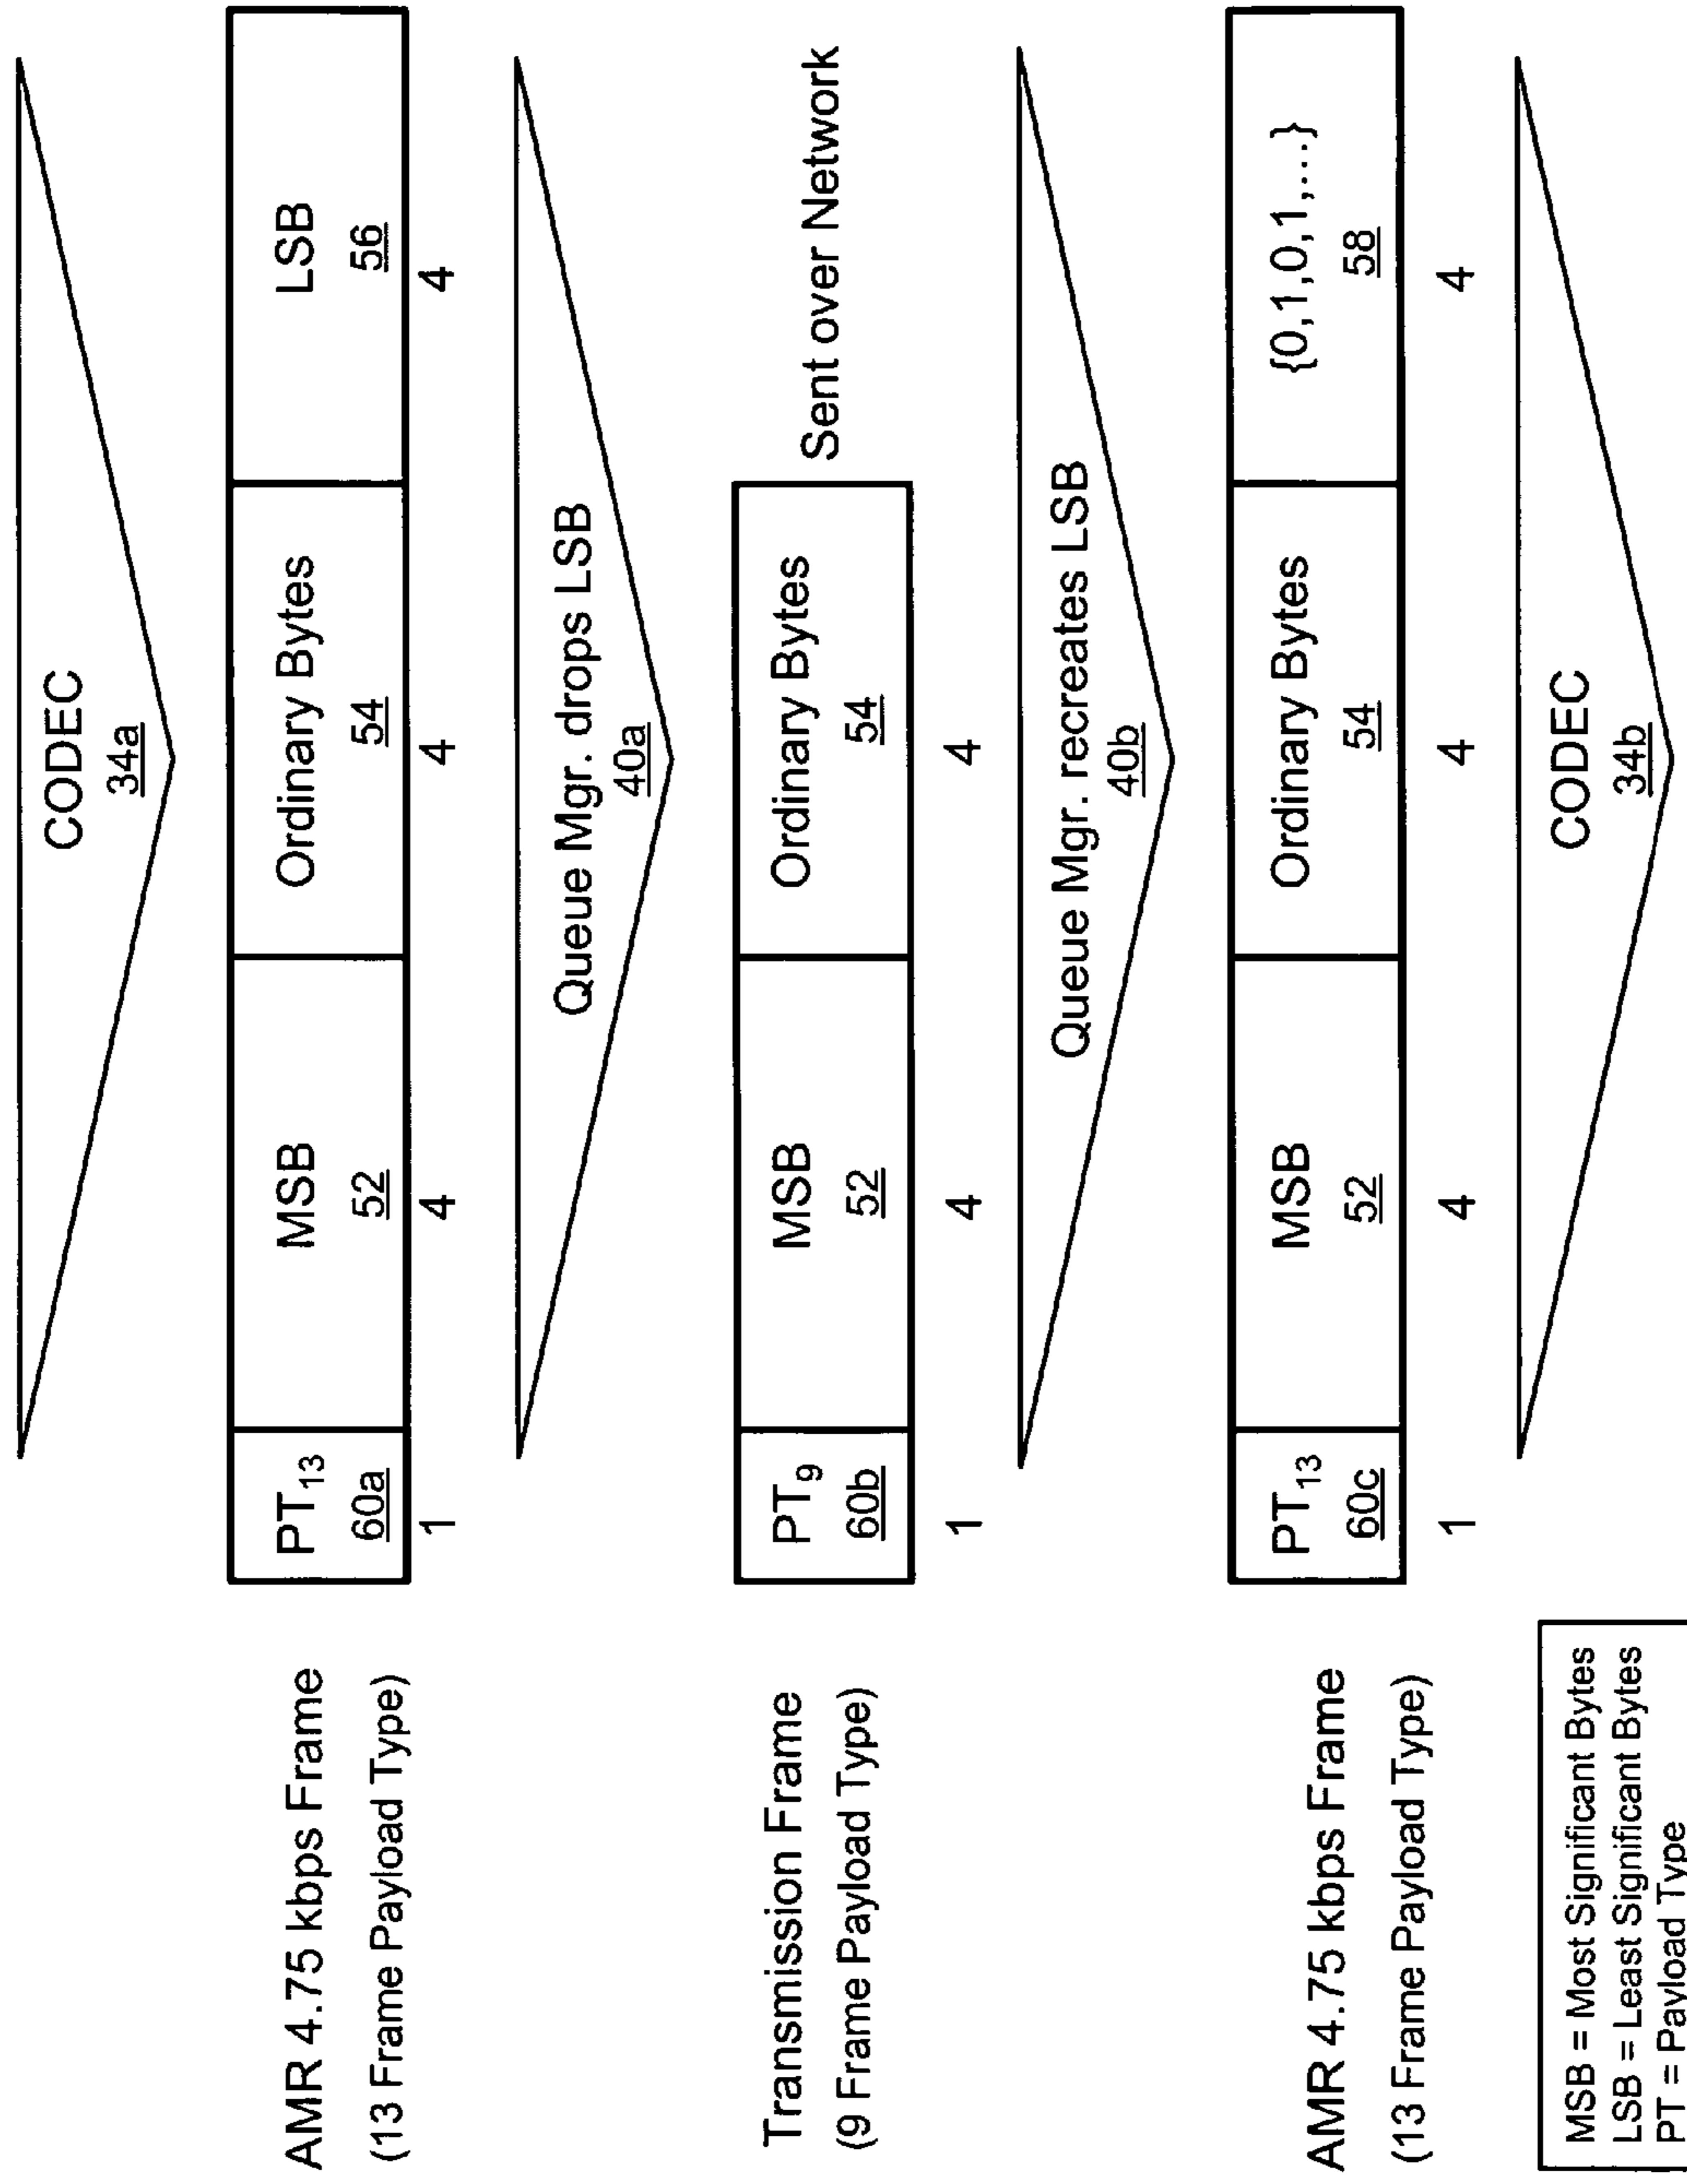 CODEC
34a
AMR 4.75 kbps Frame
(13 Frame Payload Type)
PT13
60a
1
MSB
52
4
Ordinary Bytes
54
4
LSB
56
4
Queue Mgr. drops LSB
40a
Transmission Frame
(9 Frame Payload Type)
PT9
60b
1
MSB
52
4
Ordinary Bytes
54
4
Sent over Network
Queue Mgr. recreates LSB
40b
AMR 4.75 kbps Frame
(13 Frame Payload Type)
PT13
60c
1
MSB
52
4
Ordinary Bytes
54
4
{0,1,0,1,...}
58
4
CODEC
34b
MSB = Most Significant Bytes
LSB = Least Significant Bytes
PT = Payload Type